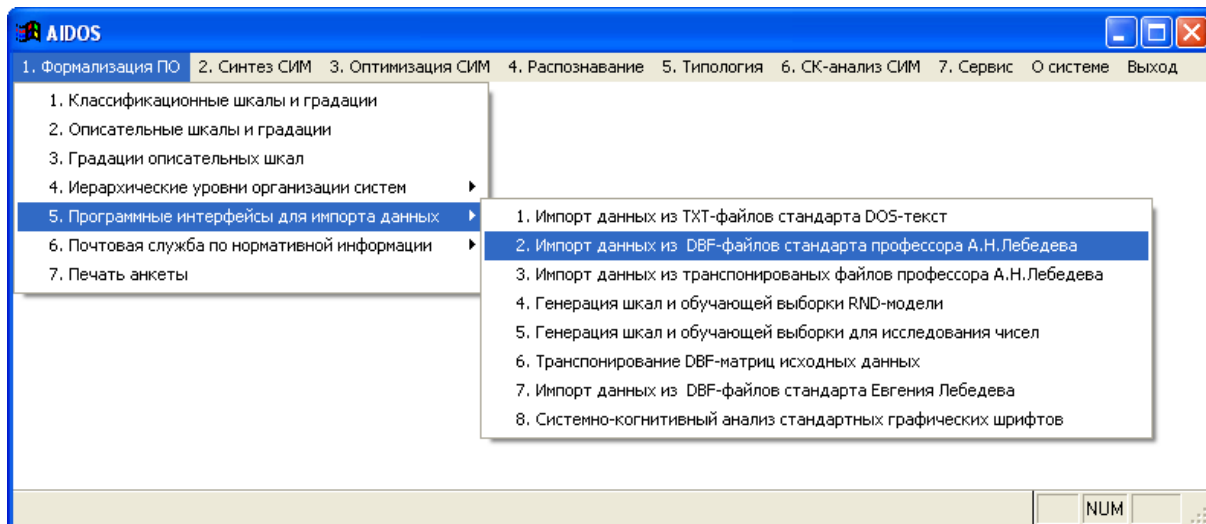 AIDOS
1. Формализация ПО 2. Синтез СИМ 3. Оптимизация СИМ 4. Распознавание 5. Типология 6. СК-анализ СИМ 7. Сервис О системе Выход
1. Классификационные шкалы и градации
2. Описательные шкалы и градации
3. Градации описательных шкал
4. Иерархические уровни организации систем
5. Программные интерфейсы для импорта данных
6. Почтовая служба по нормативной информации
7. Печать анкеты
1. Импорт данных из TXT-файлов стандарта DOS-текст
2. Импорт данных из DBF-файлов стандарта профессора А.Н.Лебедева
3. Импорт данных из транспонированых файлов профессора А.Н.Лебедева
4. Генерация шкал и обучающей выборки RND-модели
5. Генерация шкал и обучающей выборки для исследования чисел
6. Транспонирование DBF-матриц исходных данных
7. Импорт данных из DBF-файлов стандарта Евгения Лебедева
8. Системно-когнитивный анализ стандартных графических шрифтов
NUM